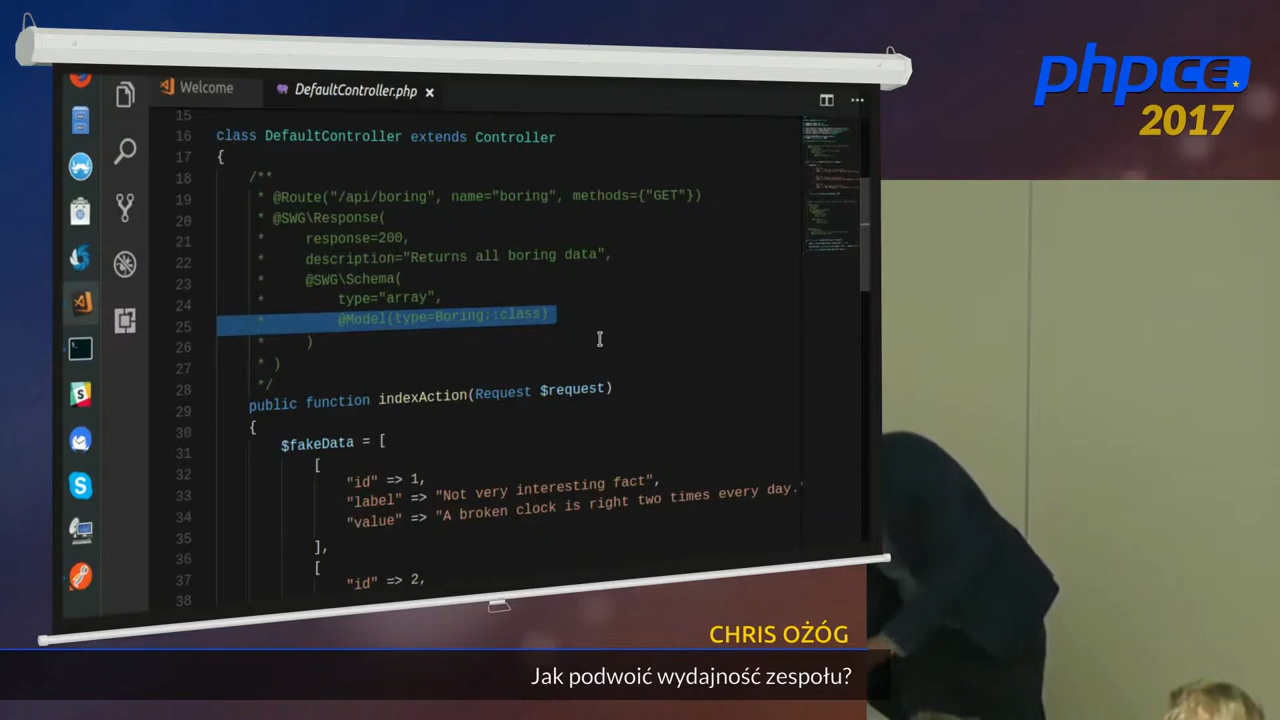 Welcome
DefaultController.php
phpCE
2017
15
16 class DefaultController extends Controller
17 {
18 /**
19 * @Route("/api/boring", name="boring", methods={"GET"})
20 * @SWG\Response(
21 * response=200,
22 * description="Returns all boring data",
23 * @SWG\Schema(
24 * type="array",
25 * @Model(type=Boring::class)
26 * )
27 * )
28 */
29 public function indexAction(Request $request)
30 {
31 $fakeData = [
32 [
33 "id" => 1,
34 "label" => "Not very interesting fact",
35 "value" => "A broken clock is right two times every day."
36 ],
37 [
38 "id" => 2,
CHRIS OŻÓG
Jak podwoić wydajność zespołu?